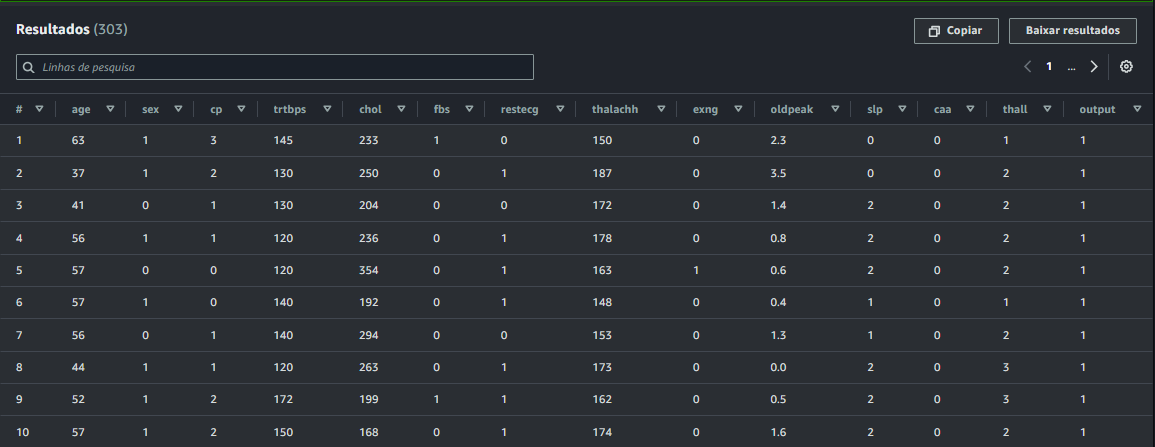 Resultados (303) Copiar Baixar resultados
Linhas de pesquisa 1 ...
# age sex cp trtbps chol fbs restecg thalachh exng oldpeak slp caa thall output
1 63 1 3 145 233 1 0 150 0 2.3 0 0 1 1
2 37 1 2 130 250 0 1 187 0 3.5 0 0 2 1
3 41 0 1 130 204 0 0 172 0 1.4 2 0 2 1
4 56 1 1 120 236 0 1 178 0 0.8 2 0 2 1
5 57 0 0 120 354 0 1 163 1 0.6 2 0 2 1
6 57 1 0 140 192 0 1 148 0 0.4 1 0 1 1
7 56 0 1 140 294 0 0 153 0 1.3 1 0 2 1
8 44 1 1 120 263 0 1 173 0 0.0 2 0 3 1
9 52 1 2 172 199 1 1 162 0 0.5 2 0 3 1
10 57 1 2 150 168 0 1 174 0 1.6 2 0 2 1